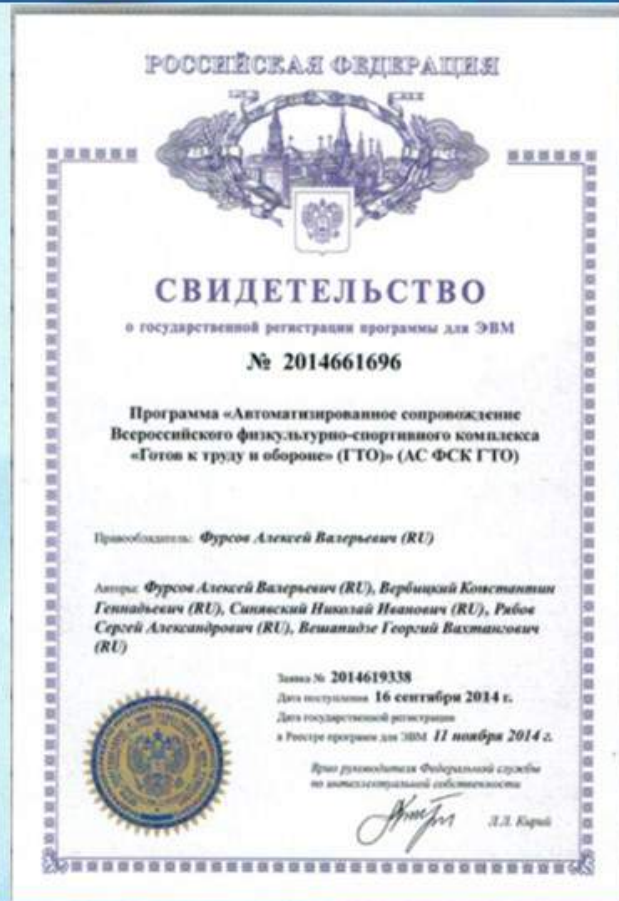 РОССИЙСКАЯ ФЕДЕРАЦИЯ
СВИДЕТЕЛЬСТВО
о государственной регистрации программы для ЭВМ
№ 2014661696
Программа «Автоматизированное сопровождение
Всероссийского физкультурно-спортивного комплекса
«Готов к труду и обороне» (ГТО)» (АС ФСК ГТО)
Правообладатель: Фурсов Алексей Валерьевич (RU)
Авторы: Фурсов Алексей Валерьевич (RU), Вербицкий Константин
Геннадьевич (RU), Синявский Николай Иванович (RU), Рябов
Сергей Александрович (RU), Вешапидзе Георгий Вахтангович
(RU)
Заявка № 2014619338
Дата поступления 16 сентября 2014 г.
Дата государственной регистрации
в Реестре программ для ЭВМ 11 ноября 2014 г.
Врио руководителя Федеральной службы
по интеллектуальной собственности
Л.Л. Кирий